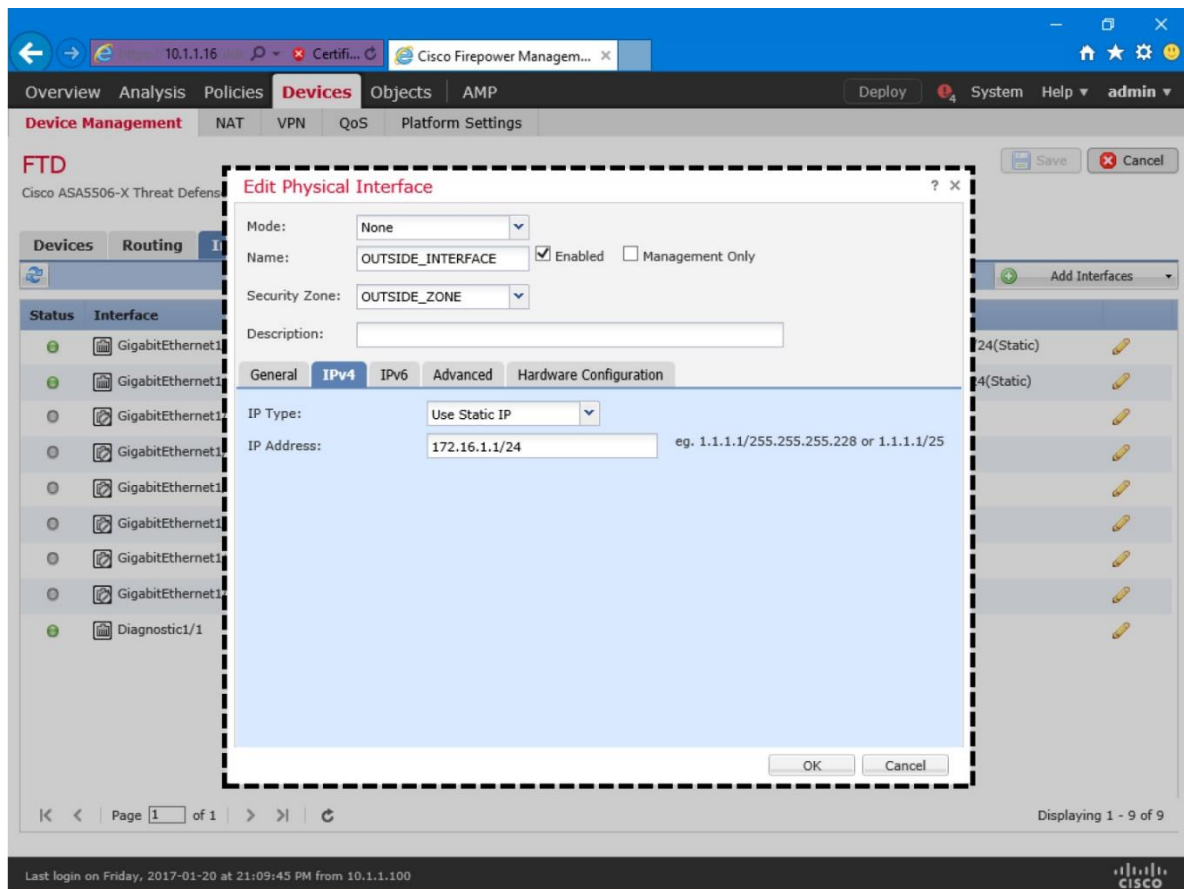 10.1.1.16
Certifi...
Cisco Firepower Managem...
Overview Analysis Policies Devices Objects AMP Deploy 4 System Help admin
Device Management NAT VPN QoS Platform Settings
FTD
Save Cancel
Cisco ASA5506-X Threat Defens
Edit Physical Interface ? ×
Mode: None
Devices Routing
Name: OUTSIDE_INTERFACE Enabled Management Only
Add Interfaces
Security Zone: OUTSIDE_ZONE
Status Interface
Description:
GigabitEthernet1 24(Static)
General IPv4 IPv6 Advanced Hardware Configuration
GigabitEthernet1 4(Static)
IP Type: Use Static IP
GigabitEthernet1/
IP Address: 172.16.1.1/24 eg. 1.1.1.1/255.255.255.228 or 1.1.1.1/25
GigabitEthernet1/
GigabitEthernet1
GigabitEthernet1
GigabitEthernet1
GigabitEthernet1/
Diagnostic1/1
OK Cancel
Page 1 of 1 Displaying 1 - 9 of 9
Last login on Friday, 2017-01-20 at 21:09:45 PM from 10.1.1.100
CISCO